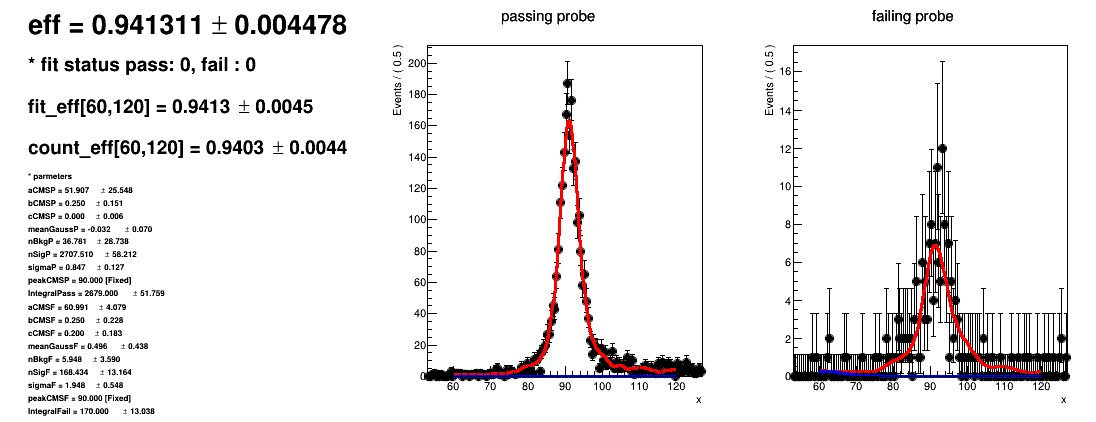 eff = 0.941311 ± 0.004478
* fit status pass: 0, fail : 0
fit_eff[60,120] = 0.9413 ± 0.0045
count_eff[60,120] = 0.9403 ± 0.0044
* parmeters
aCMSP = 51.907 ± 25.548
bCMSP = 0.250 ± 0.151
cCMSP = 0.000 ± 0.006
meanGaussP = -0.032 ± 0.070
nBkgP = 36.781 ± 28.738
nSigP = 2707.510 ± 58.212
sigmaP = 0.847 ± 0.127
peakCMSP = 90.000 [Fixed]
IntegralPass = 2679.000 ± 51.759
aCMSF = 60.991 ± 4.079
bCMSF = 0.250 ± 0.228
cCMSF = 0.200 ± 0.183
meanGaussF = 0.496 ± 0.438
nBkgF = 5.948 ± 3.590
nSigF = 168.434 ± 13.164
sigmaF = 1.948 ± 0.548
peakCMSF = 90.000 [Fixed]
IntegralFail = 170.000 ± 13.038
passing probe
Events / ( 0.5 )
200
180
160
140
120
100
80
60
40
20
0
60 70 80 90 100 110 120
x
failing probe
Events / ( 0.5 )
16
14
12
10
8
6
4
2
0
60 70 80 90 100 110 120
x